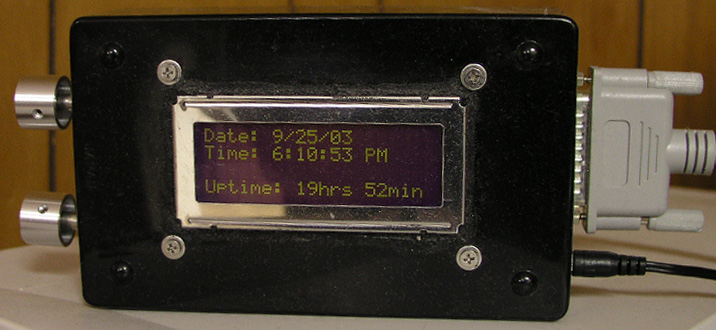 Date: 9/25/03
Time: 6:10:53 PM
Uptime: 19hrs 52min